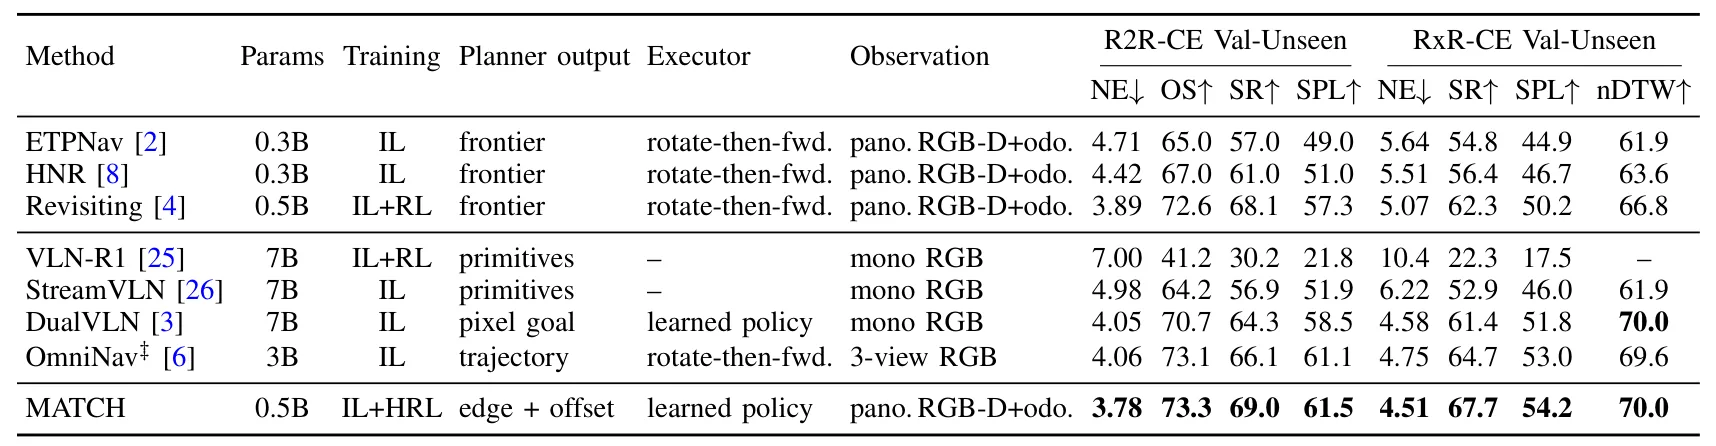 Method Params Training Planner output Executor Observation R2R-CE Val-Unseen RxR-CE Val-Unseen
NE↓ OS↑ SR↑ SPL↑ NE↓ SR↑ SPL↑ nDTW↑
ETPNav [2] 0.3B IL frontier rotate-then-fwd. pano. RGB-D+odo. 4.71 65.0 57.0 49.0 5.64 54.8 44.9 61.9
HNR [8] 0.3B IL frontier rotate-then-fwd. pano. RGB-D+odo. 4.42 67.0 61.0 51.0 5.51 56.4 46.7 63.6
Revisiting [4] 0.5B IL+RL frontier rotate-then-fwd. pano. RGB-D+odo. 3.89 72.6 68.1 57.3 5.07 62.3 50.2 66.8
VLN-R1 [25] 7B IL+RL primitives – mono RGB 7.00 41.2 30.2 21.8 10.4 22.3 17.5 –
StreamVLN [26] 7B IL primitives – mono RGB 4.98 64.2 56.9 51.9 6.22 52.9 46.0 61.9
DualVLN [3] 7B IL pixel goal learned policy mono RGB 4.05 70.7 64.3 58.5 4.58 61.4 51.8 70.0
OmniNav‡ [6] 3B IL trajectory rotate-then-fwd. 3-view RGB 4.06 73.1 66.1 61.1 4.75 64.7 53.0 69.6
MATCH 0.5B IL+HRL edge + offset learned policy pano. RGB-D+odo. 3.78 73.3 69.0 61.5 4.51 67.7 54.2 70.0